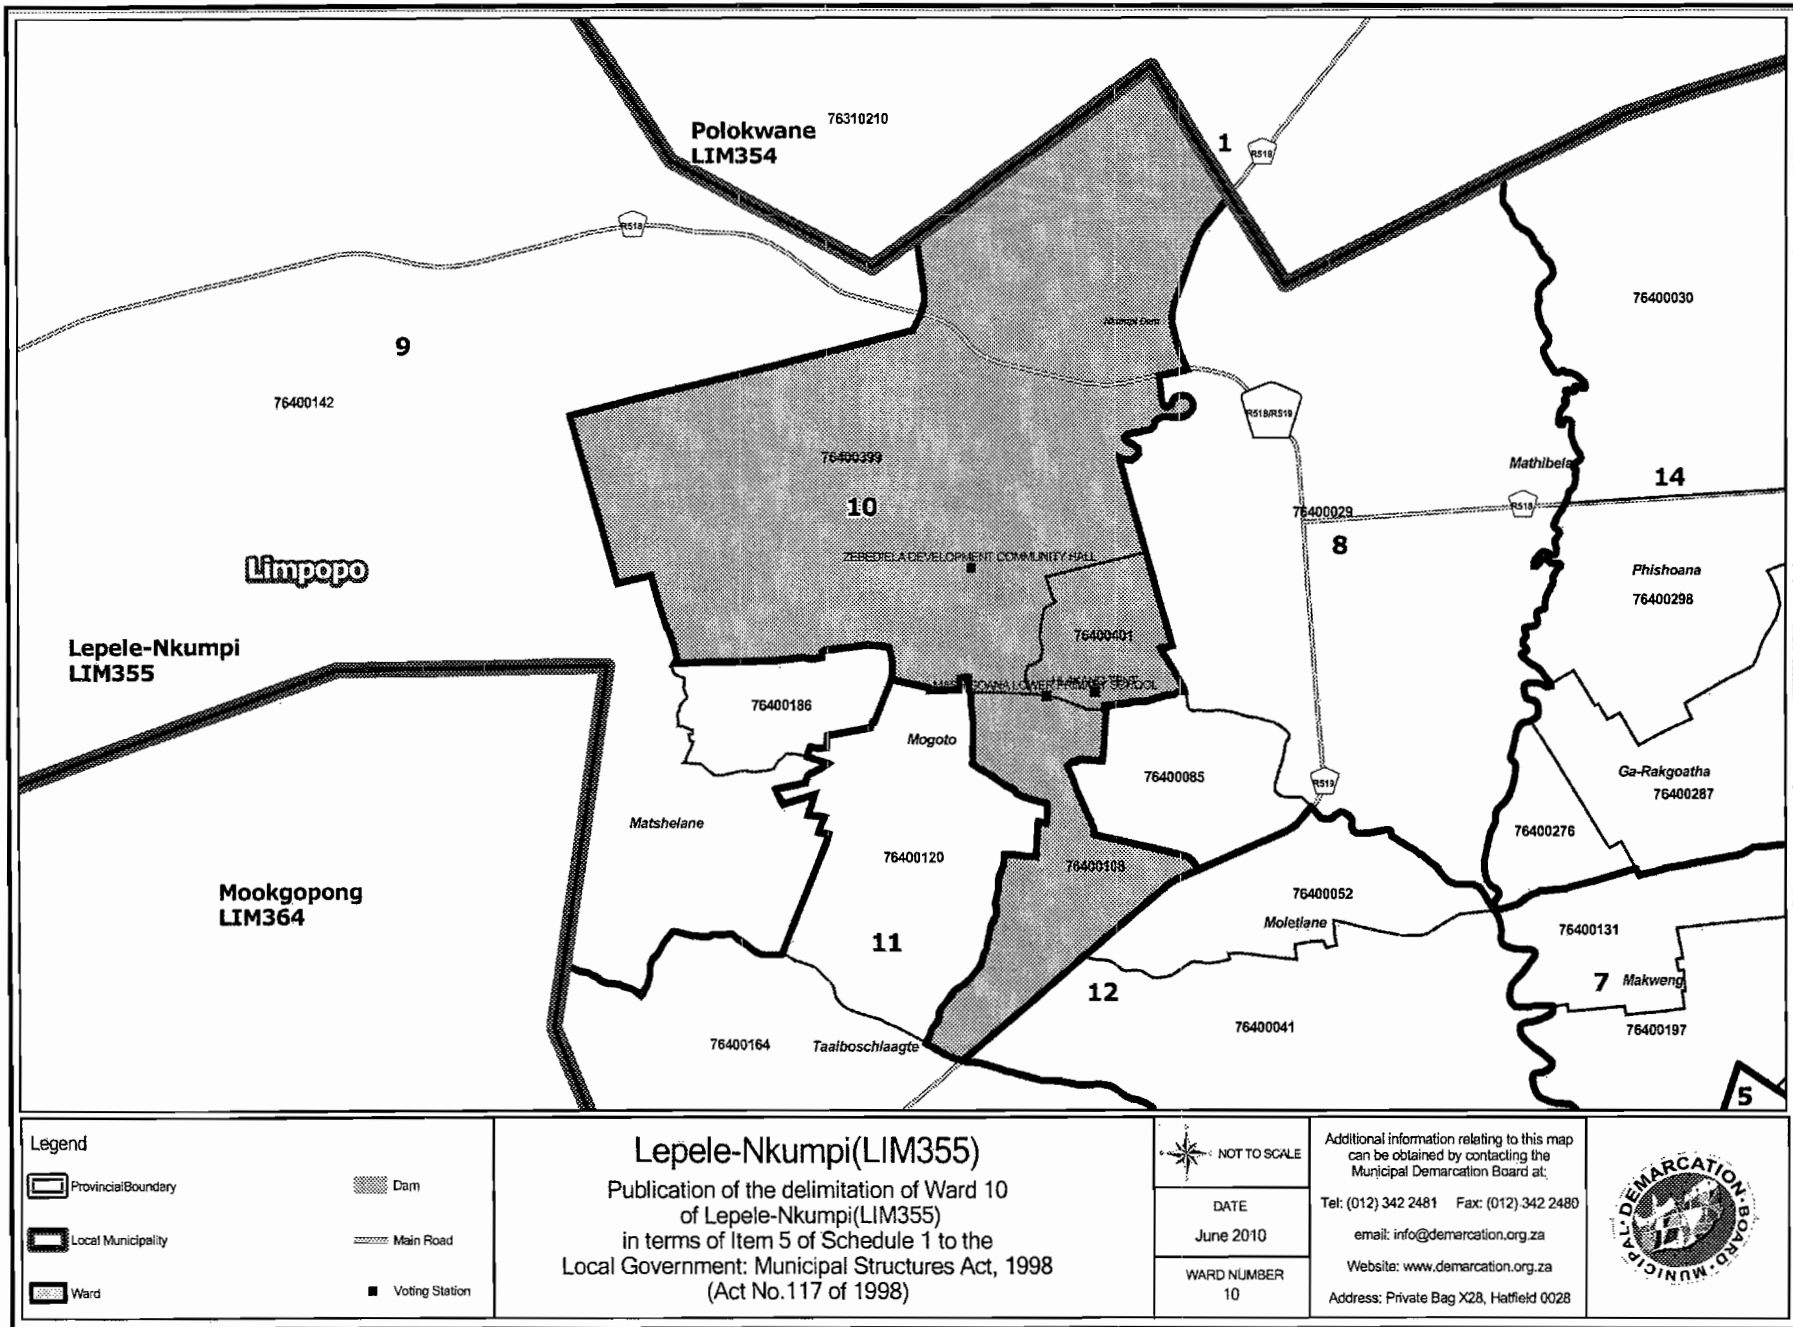 Polokwane
LIM354
76310210
1
R518
R518
9
76400142
76400030
Nkumpi Dam
R518/R519
76400399
10
Mathibela
14
R518
76400029
8
ZEBEDIELA DEVELOPMENT COMMUNITY HALL
Limpopo
Phishoana
76400298
Lepele-Nkumpi
LIM355
76400401
LOWER PRIMARY SCHOOL
76400186
Mogoto
76400085
R519
Ga-Rakgoatha
76400287
Matshelane
76400276
76400120
76400108
Mookgopong
LIM364
76400052
Moletlane
11
76400131
12
7
Makweng
76400041
76400197
76400164
Taaiboschlaagte
5
Legend
ProvincialBoundary
Dam
Local Municipality
Main Road
Ward
Voting Station
Lepele-Nkumpi(LIM355)
Publication of the delimitation of Ward 10
of Lepele-Nkumpi(LIM355)
in terms of Item 5 of Schedule 1 to the
Local Government: Municipal Structures Act, 1998
(Act No.117 of 1998)
NOT TO SCALE
DATE
June 2010
WARD NUMBER
10
Additional information relating to this map
can be obtained by contacting the
Municipal Demarcation Board at:
Tel: (012) 342 2481 Fax: (012) 342 2480
email: info@demarcation.org.za
Website: www.demarcation.org.za
Address: Private Bag X28, Hatfield 0028
MUNICIPAL DEMARCATION BOARD